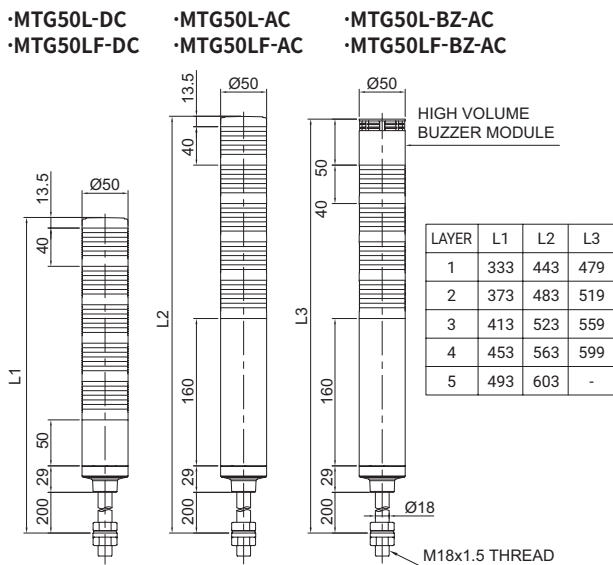 ·MTG50L-DC
·MTG50LF-DC
·MTG50L-AC
·MTG50LF-AC
·MTG50L-BZ-AC
·MTG50LF-BZ-AC
13.5
Ø50
40
L1
50
29
200
13.5
Ø50
40
L2
160
29
200
Ø50
HIGH VOLUME
BUZZER MODULE
50
40
L3
160
29
200
Ø18
M18x1.5 THREAD
LAYER L1 L2 L3
1 333 443 479
2 373 483 519
3 413 523 559
4 453 563 599
5 493 603 -